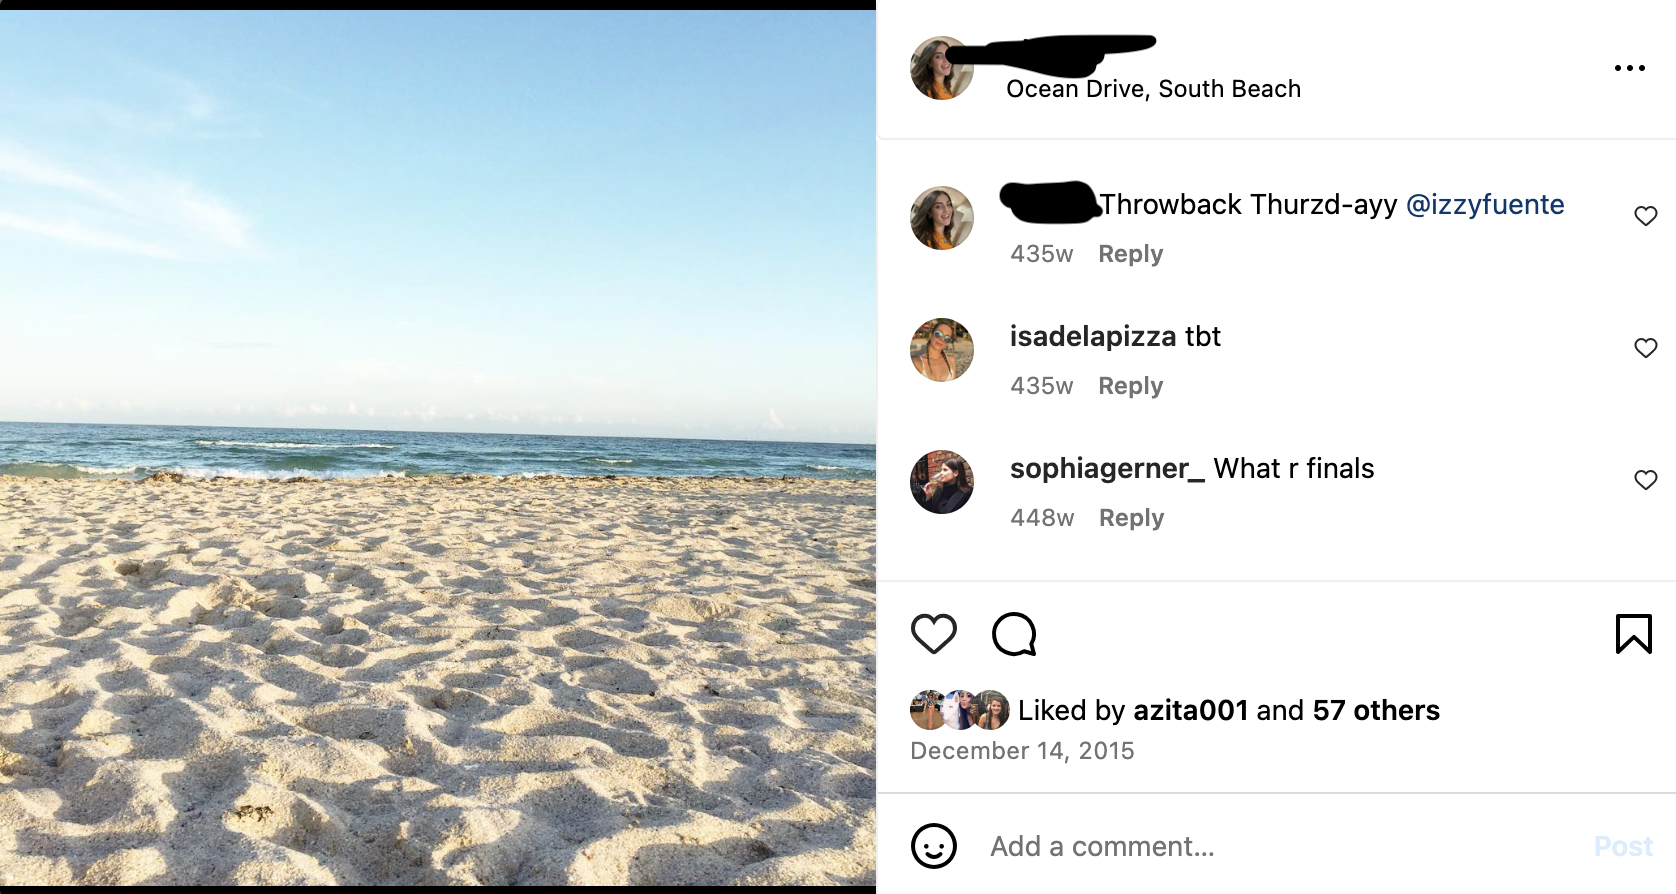 Ocean Drive, South Beach
Throwback Thurzd-ayy @izzyfuente
435w Reply
isadelapizza tbt
435w Reply
sophiagerner_ What r finals
448w Reply
Liked by azita001 and 57 others
December 14, 2015
Add a comment... Post